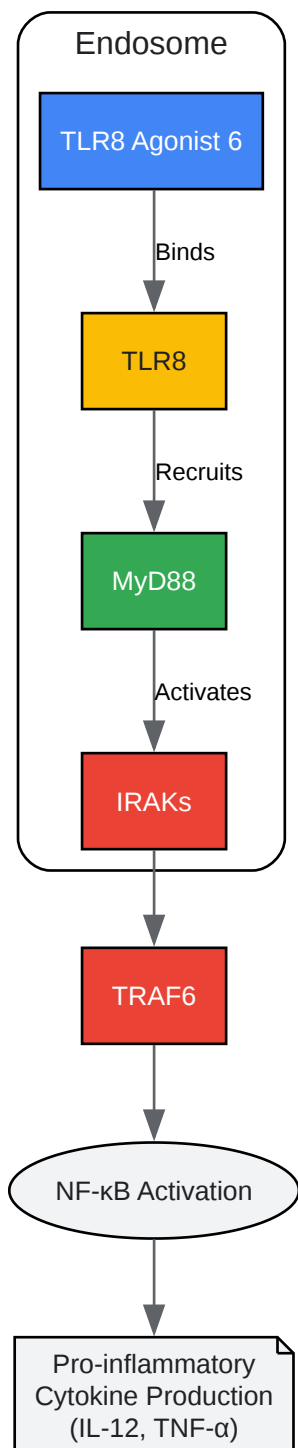 Endosome
TLR8 Agonist 6
Binds
TLR8
Recruits
MyD88
Activates
IRAKs
TRAF6
NF-κB Activation
Pro-inflammatory
Cytokine Production
(IL-12, TNF-α)